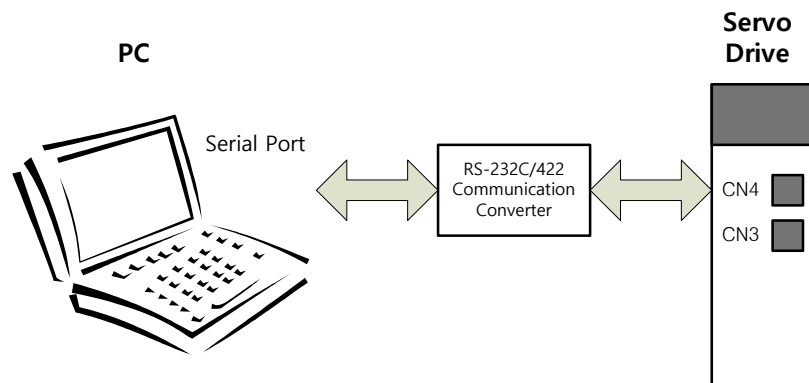 PC
Servo
Drive
Serial Port
RS-232C/422
Communication
Converter
CN4
CN3